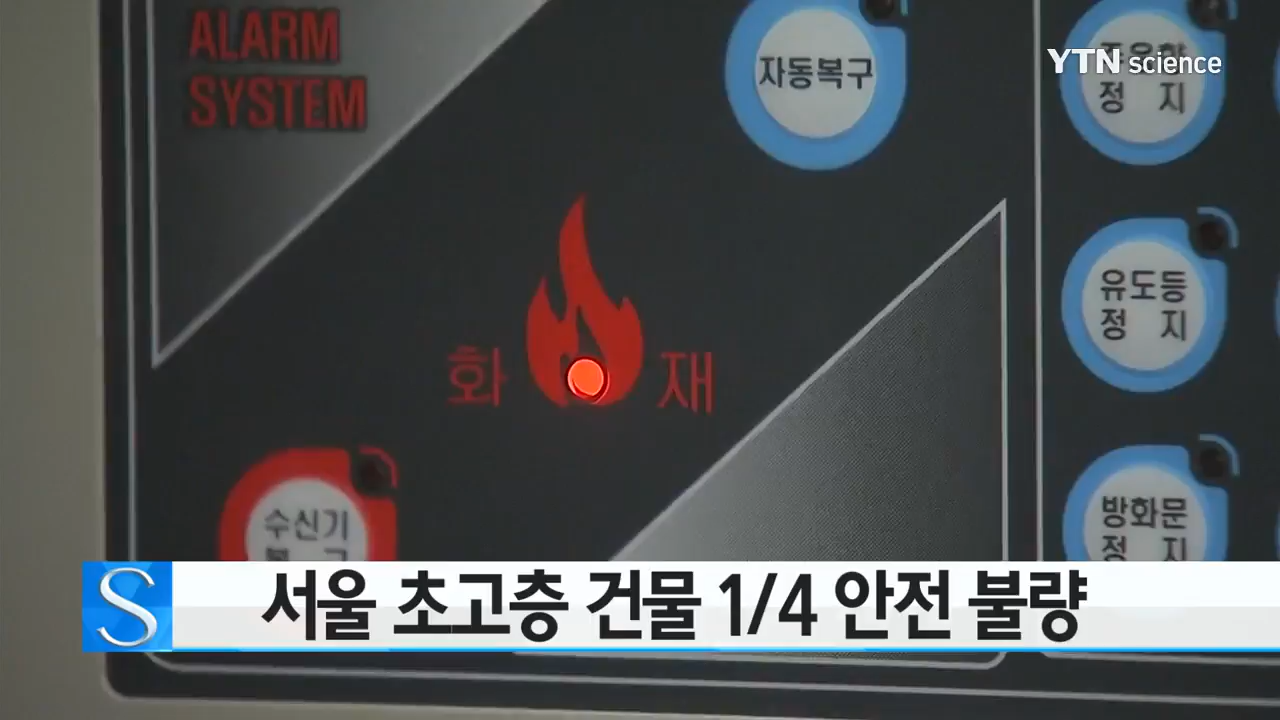 ALARM
SYSTEM
자동복구
YTN science
정 지
유도등
정 지
화 재
수신기
방화문
정 지
S
서울 초고층 건물 1/4 안전 불량